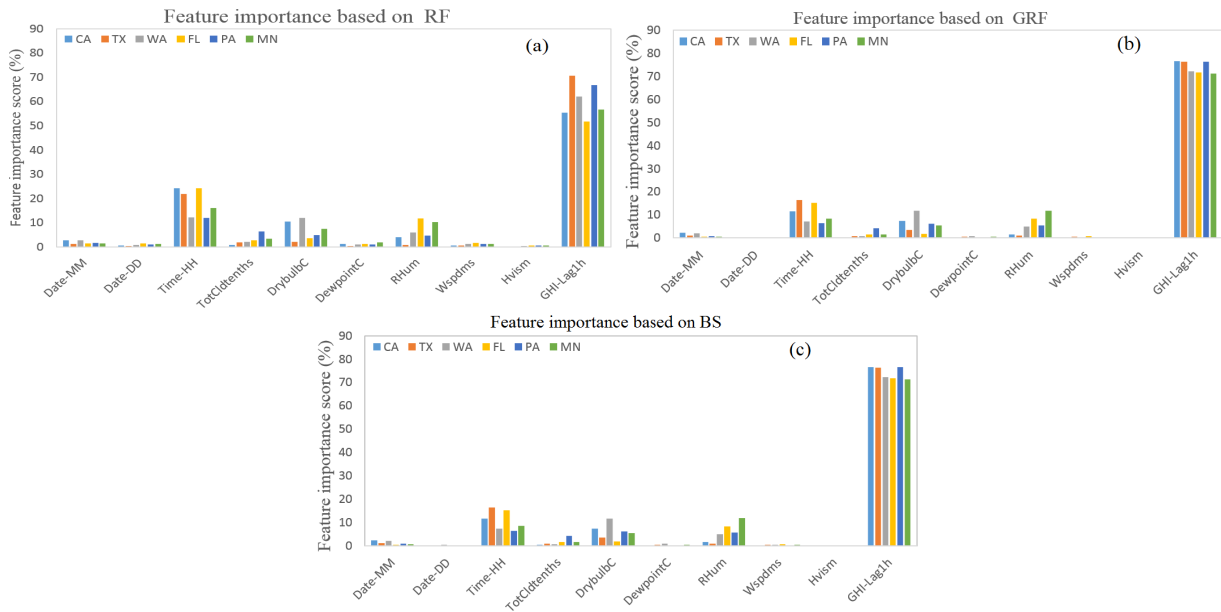 Feature importance based on RF
(a)
CA TX WA FL PA MN
Feature importance score (%)
90
80
70
60
50
40
30
20
10
0
Date-MM
Date-DD
Time-HH
TotCldtenths
DrybulbC
DewpointC
RHum
Wspdms
Hvism
GHI-Lag1h
Feature importance based on GRF
(b)
CA TX WA FL PA MN
Feature importance score (%)
90
80
70
60
50
40
30
20
10
0
Date-MM
Date-DD
Time-HH
TotCldtenths
DrybulbC
DewpointC
RHum
Wspdms
Hvism
GHI-Lag1h
Feature importance based on BS
(c)
CA TX WA FL PA MN
Feature importance score (%)
90
80
70
60
50
40
30
20
10
0
Date-MM
Date-DD
Time-HH
TotCldtenths
DrybulbC
DewpointC
RHum
Wspdms
Hvism
GHI-Lag1h